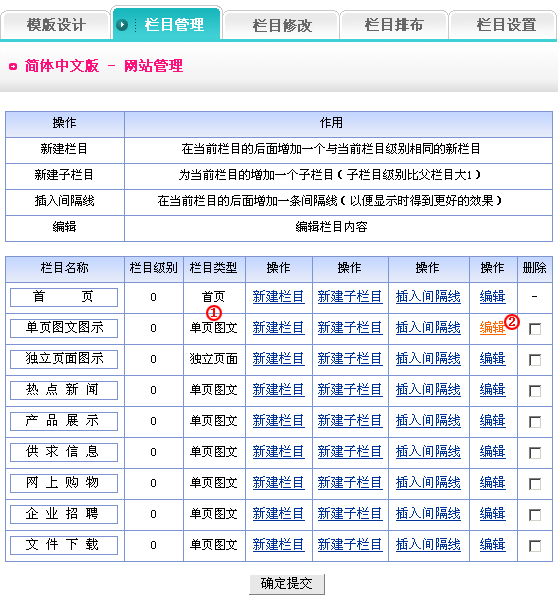 模版设计 栏目管理 栏目修改 栏目排布 栏目设置
简体中文版 - 网站管理
操作 作用
新建栏目 在当前栏目的后面增加一个与当前栏目级别相同的新栏目
新建子栏目 为当前栏目的增加一个子栏目(子栏目级别比父栏目大1)
插入间隔线 在当前栏目的后面增加一条间隔线(以便显示时得到更好的效果)
编辑 编辑栏目内容
栏目名称 栏目级别 栏目类型 操作 操作 操作 操作 删除
首 页 0 首页 新建栏目 新建子栏目 插入间隔线 编辑 -
① ②
单页图文图示 0 单页图文 新建栏目 新建子栏目 插入间隔线 编辑
独立页面图示 0 独立页面 新建栏目 新建子栏目 插入间隔线 编辑
热 点 新 闻 0 单页图文 新建栏目 新建子栏目 插入间隔线 编辑
产 品 展 示 0 单页图文 新建栏目 新建子栏目 插入间隔线 编辑
供 求 信 息 0 单页图文 新建栏目 新建子栏目 插入间隔线 编辑
网 上 购 物 0 单页图文 新建栏目 新建子栏目 插入间隔线 编辑
企 业 招 聘 0 单页图文 新建栏目 新建子栏目 插入间隔线 编辑
文 件 下 载 0 单页图文 新建栏目 新建子栏目 插入间隔线 编辑
确定提交